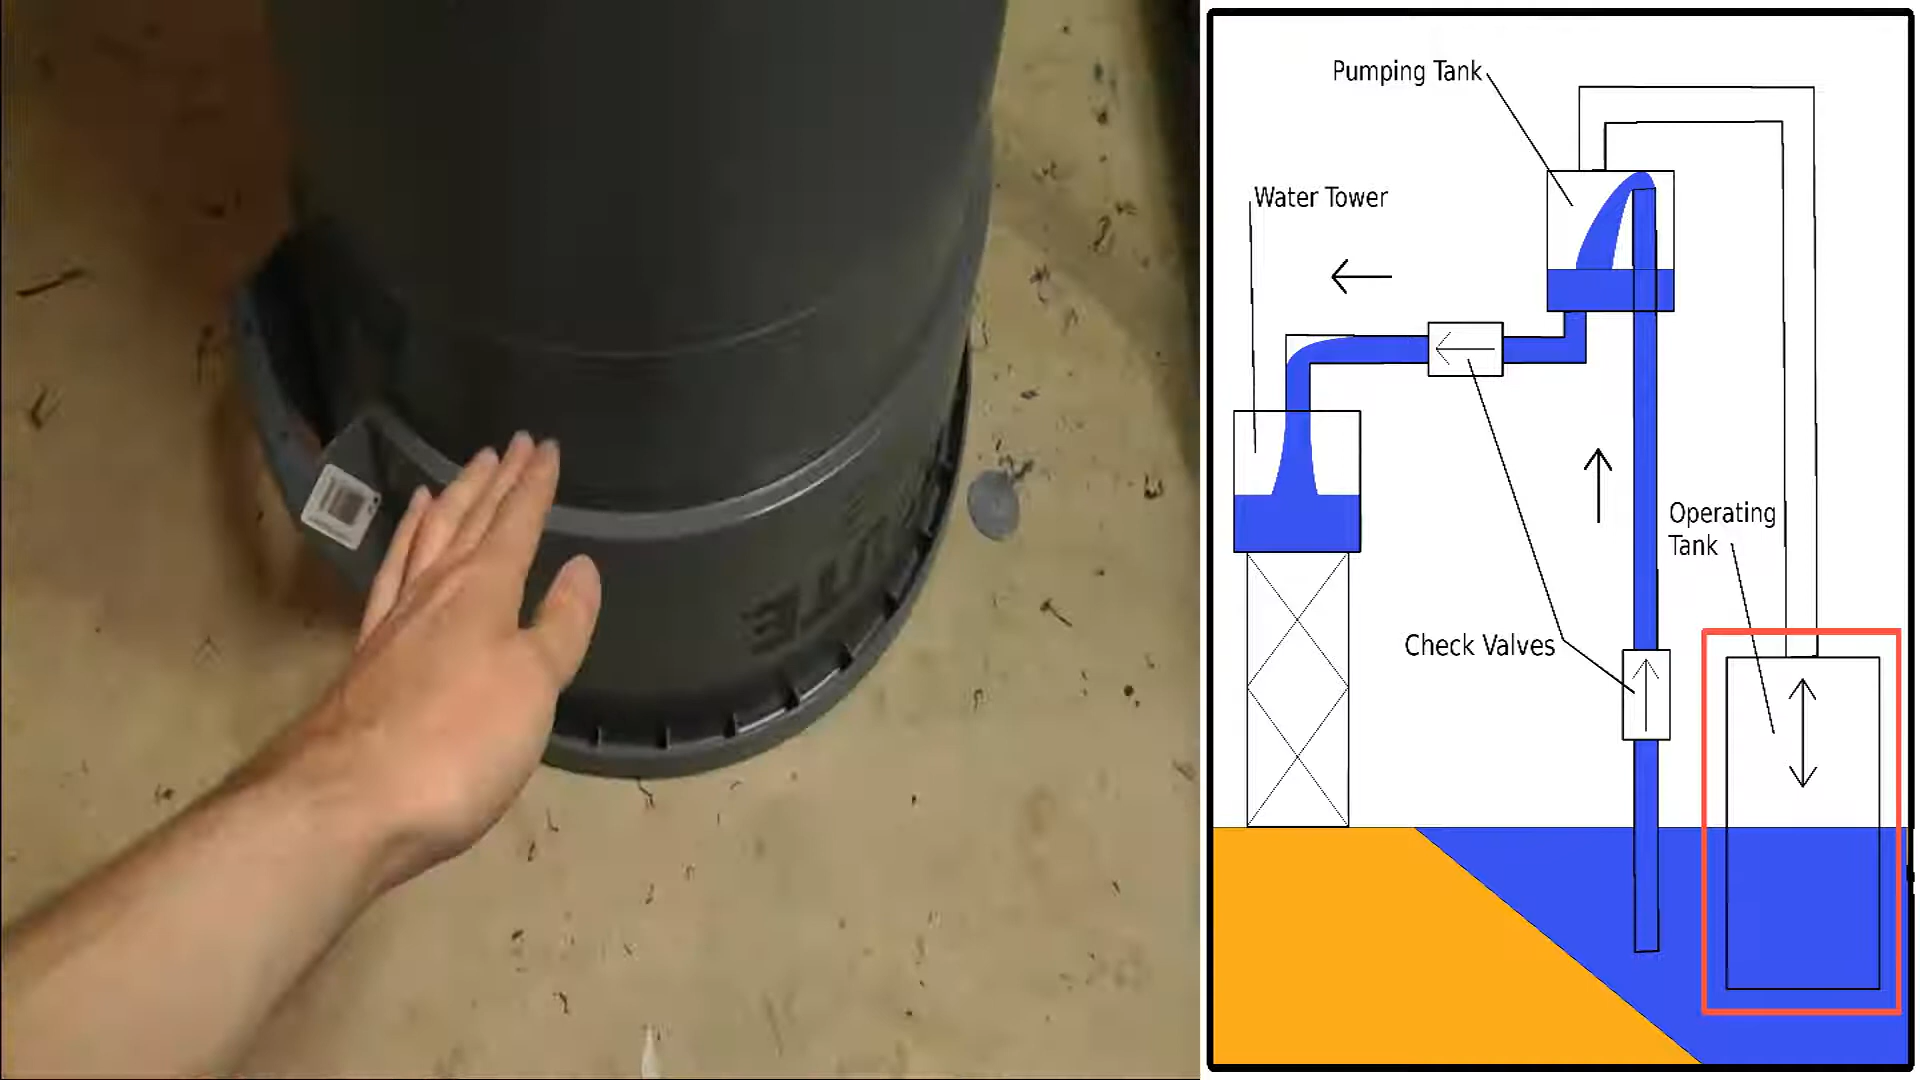 Pumping Tank
Water Tower
Operating
Tank
Check Valves